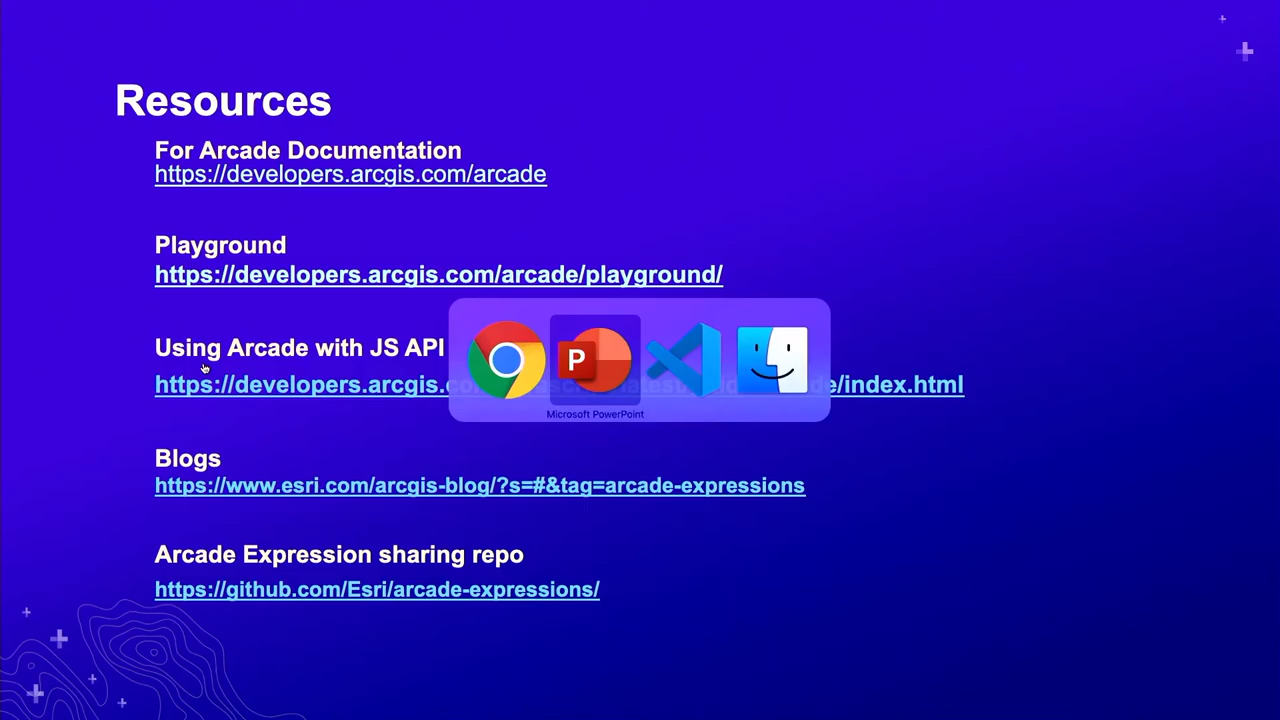 Resources
For Arcade Documentation
https://developers.arcgis.com/arcade
Playground
https://developers.arcgis.com/arcade/playground/
Using Arcade with JS API
https://developers.arcgis. e/index.html
P
Microsoft PowerPoint
Blogs
https://www.esri.com/arcgis-blog/?s=#&tag=arcade-expressions
Arcade Expression sharing repo
https://github.com/Esri/arcade-expressions/